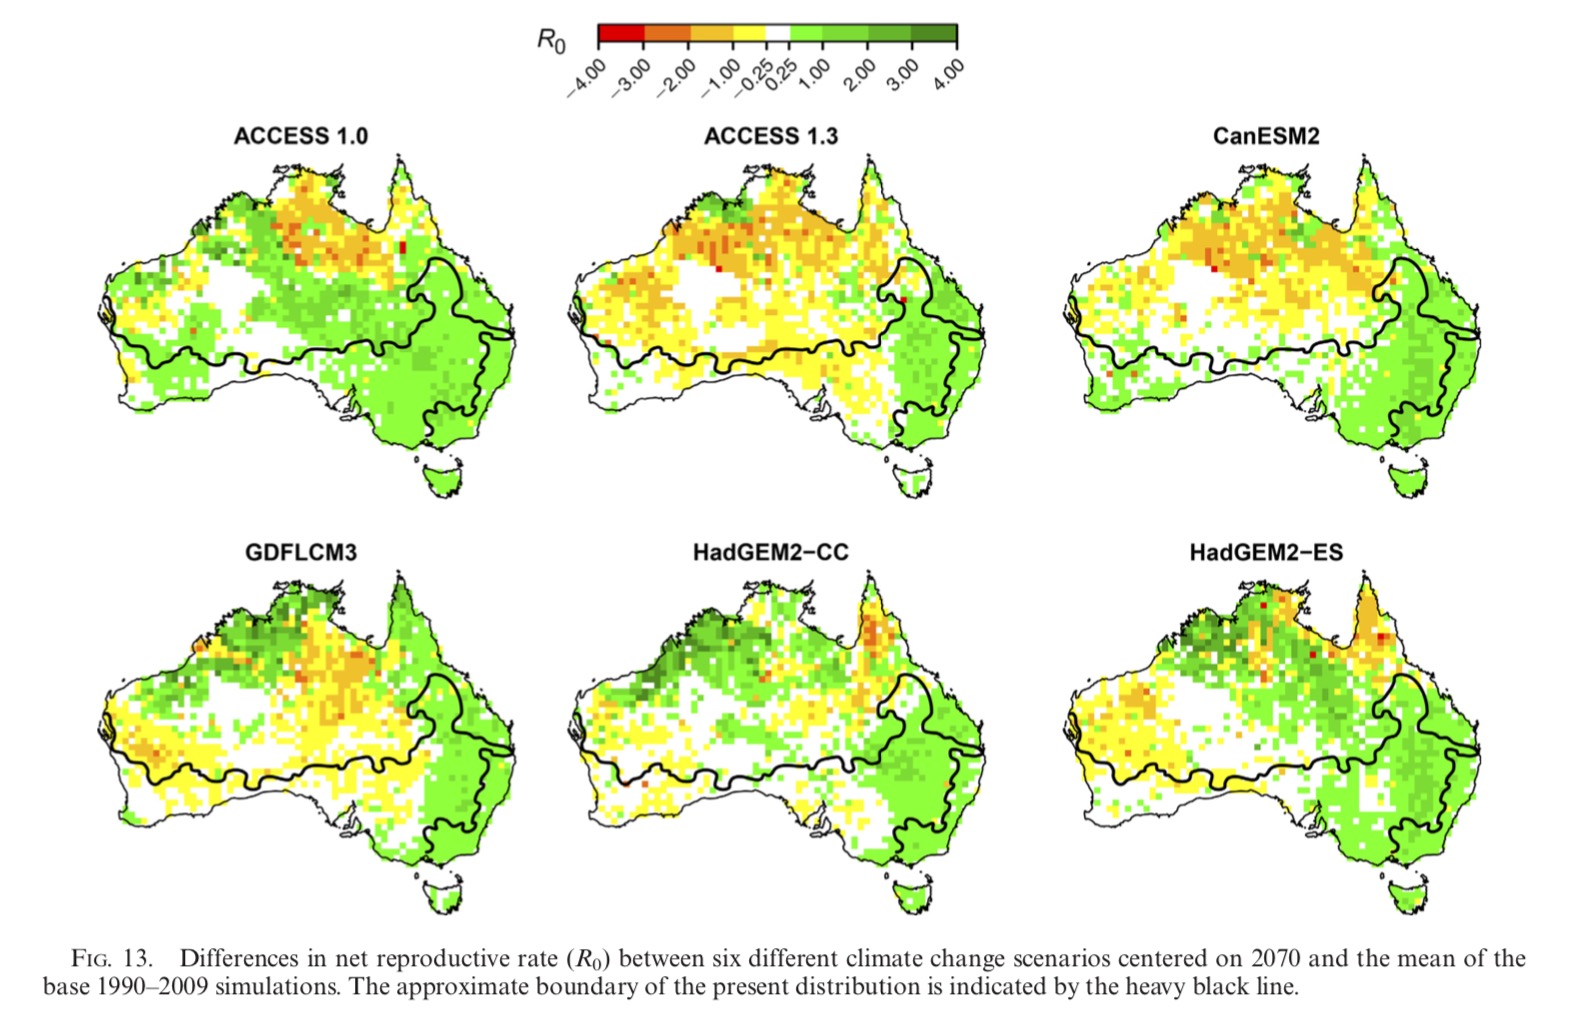 R0
−4.00
−3.00
−2.00
−1.00
−0.25
0.25
1.00
2.00
3.00
4.00
ACCESS 1.0
ACCESS 1.3
CanESM2
GDFLCM3
HadGEM2−CC
HadGEM2−ES
FIG. 13. Differences in net reproductive rate (R0) between six different climate change scenarios centered on 2070 and the mean of the
base 1990–2009 simulations. The approximate boundary of the present distribution is indicated by the heavy black line.